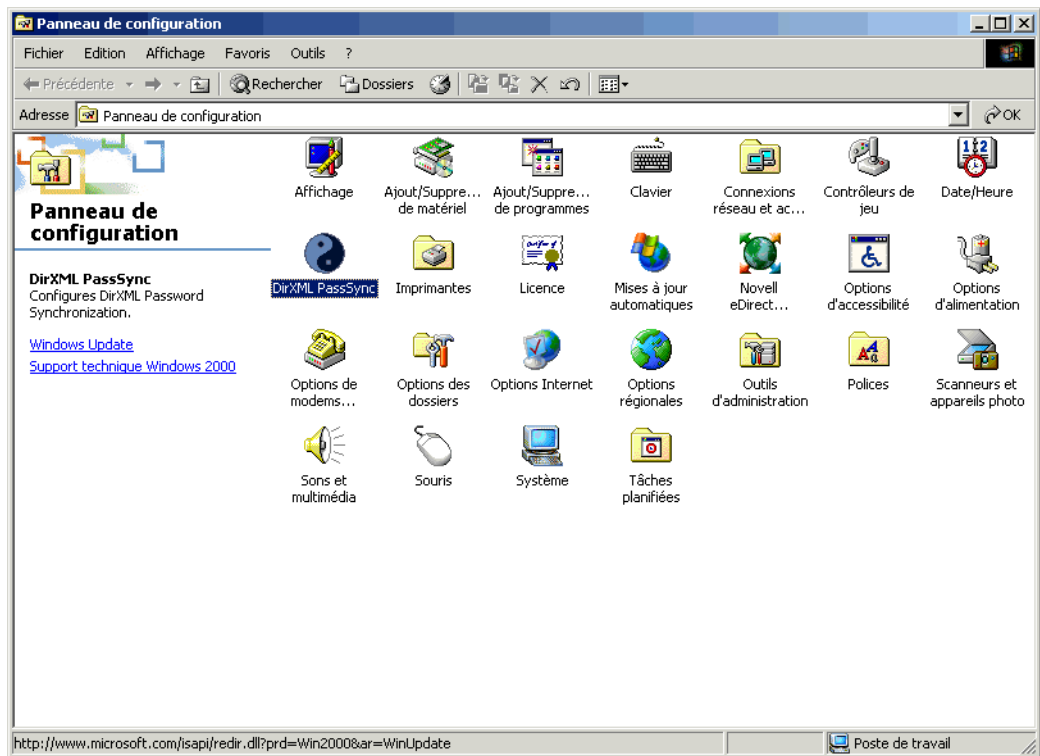 Panneau de configuration
Fichier Edition Affichage Favoris Outils ?
Précédente Rechercher Dossiers
Adresse Panneau de configuration OK
Panneau de
configuration
DirXML PassSync
Configures DirXML Password
Synchronization.
Windows Update
Support technique Windows 2000
Affichage
Ajout/Suppre...
de matériel
Ajout/Suppre...
de programmes
Clavier
Connexions
réseau et ac...
Contrôleurs de
jeu
Date/Heure
DirXML PassSync
Imprimantes
Licence
Mises à jour
automatiques
Novell
eDirect...
Options
d'accessibilité
Options
d'alimentation
Options de
modems...
Options des
dossiers
Options Internet
Options
régionales
Outils
d'administration
Polices
Scanneurs et
appareils photo
Sons et
multimédia
Souris
Système
Tâches
planifiées
http://www.microsoft.com/isapi/redir.dll?prd=Win2000&ar=WinUpdate
Poste de travail